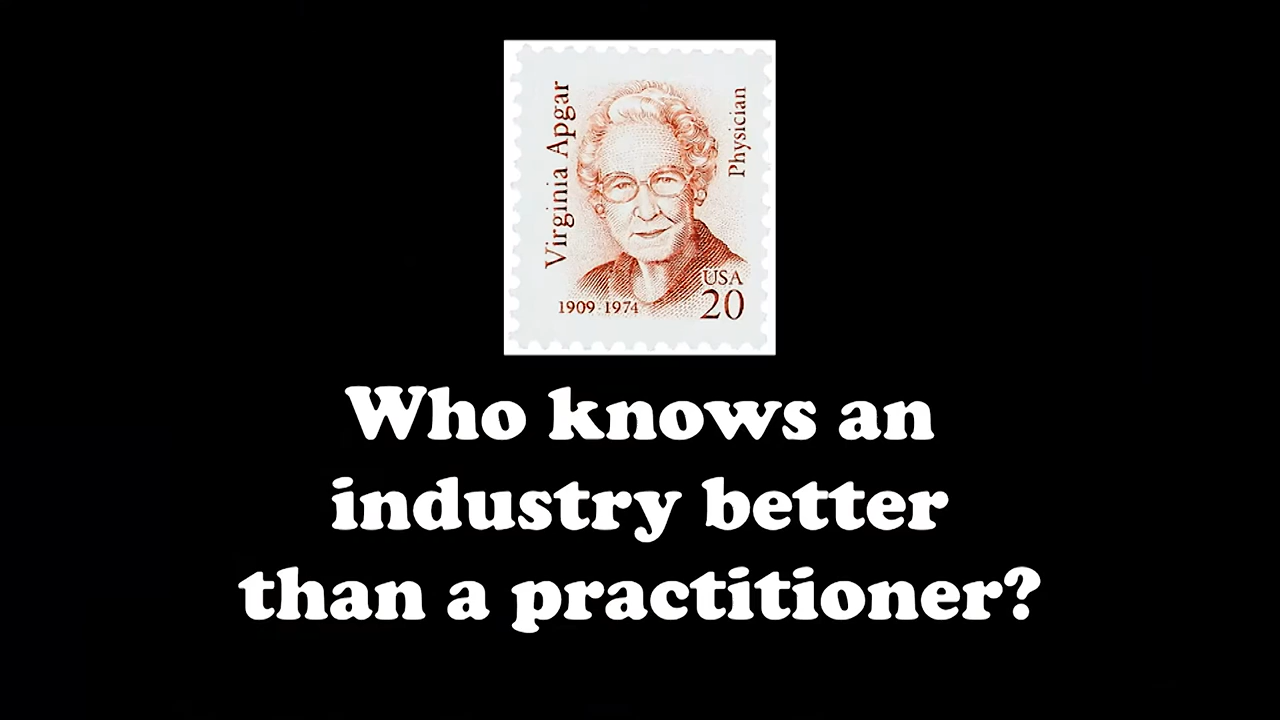 Virginia Apgar
Physician
USA
20
1909-1974
Who knows an
industry better
than a practitioner?